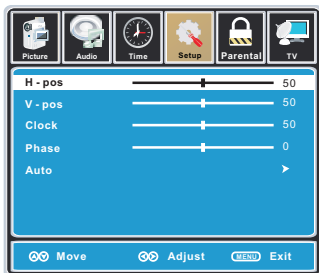 Picture Audio Time Setup Parental TV
H - pos 50
V - pos 50
Clock 50
Phase 0
Auto
Move Adjust MENU Exit